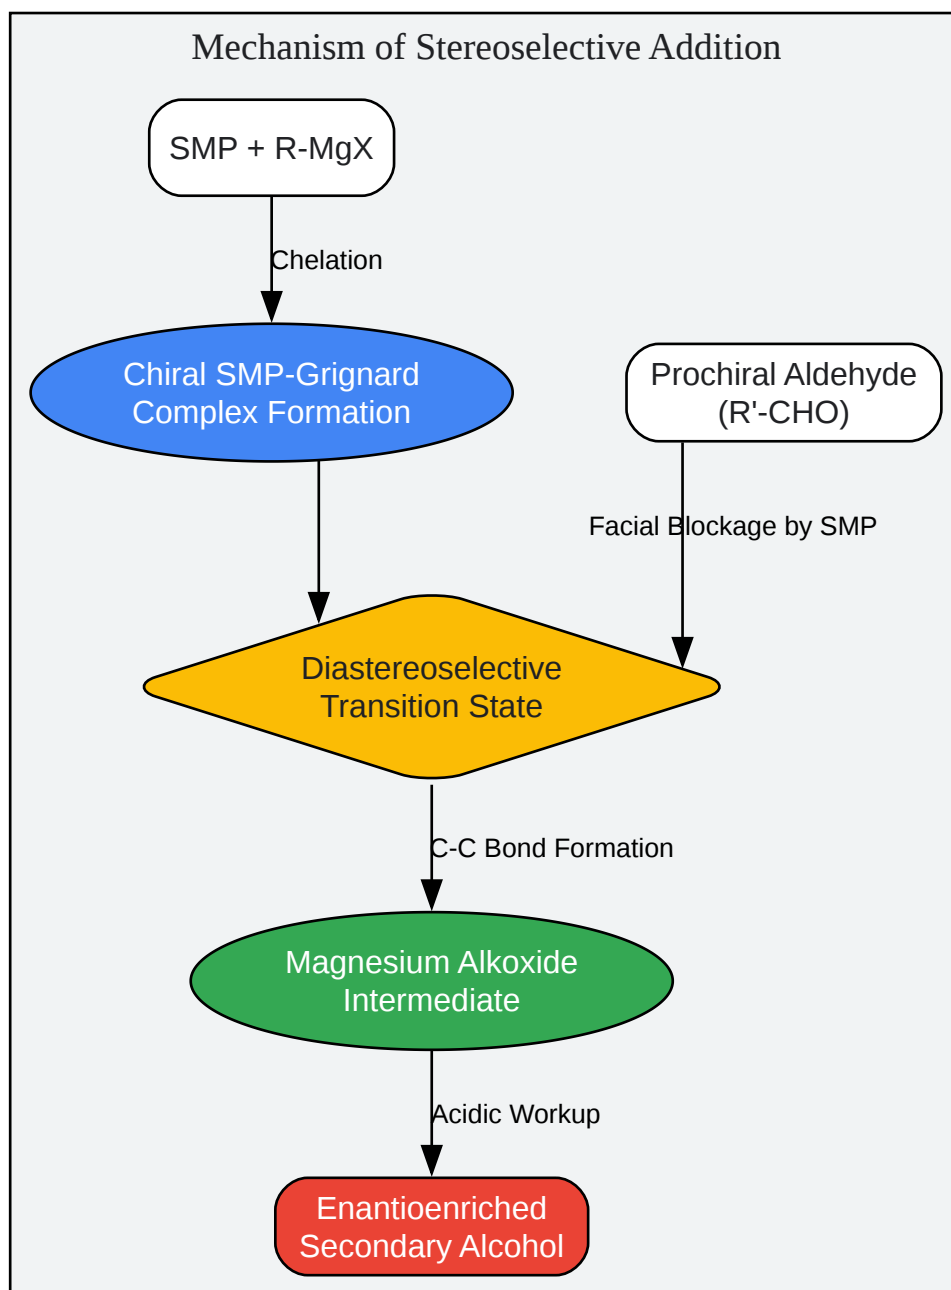 Mechanism of Stereoselective Addition
SMP + R-MgX
Chelation
Chiral SMP-Grignard
Complex Formation
Prochiral Aldehyde
(R'-CHO)
Facial Blockage by SMP
Diastereoselective
Transition State
C-C Bond Formation
Magnesium Alkoxide
Intermediate
Acidic Workup
Enantioenriched
Secondary Alcohol